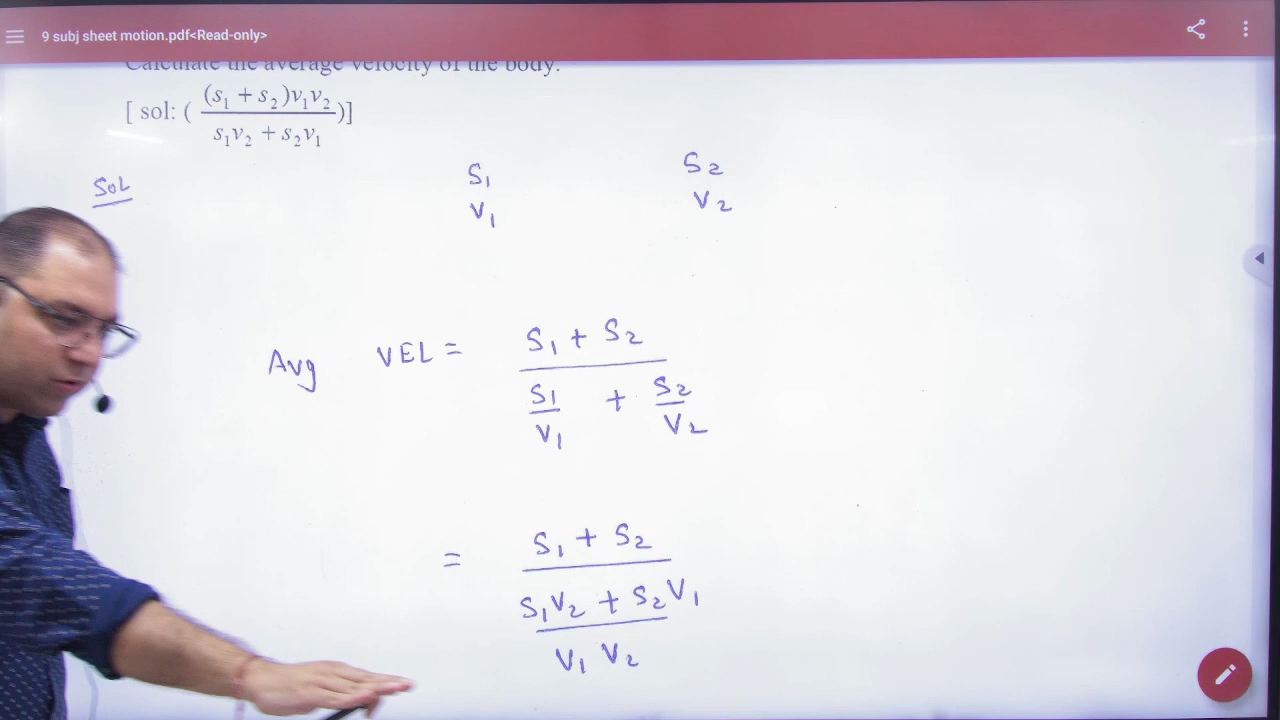 9 subj sheet motion.pdf<Read-only>
Calculate the average velocity of the body.
[ sol: ( (s₁ + s₂)v₁v₂ / s₁v₂ + s₂v₁ )]
SOL
S₁ S₂
V₁ V₂
Avg VEL = S₁ + S₂
S₁/V₁ + S₂/V₂
= S₁ + S₂
S₁V₂ + S₂V₁
V₁ V₂